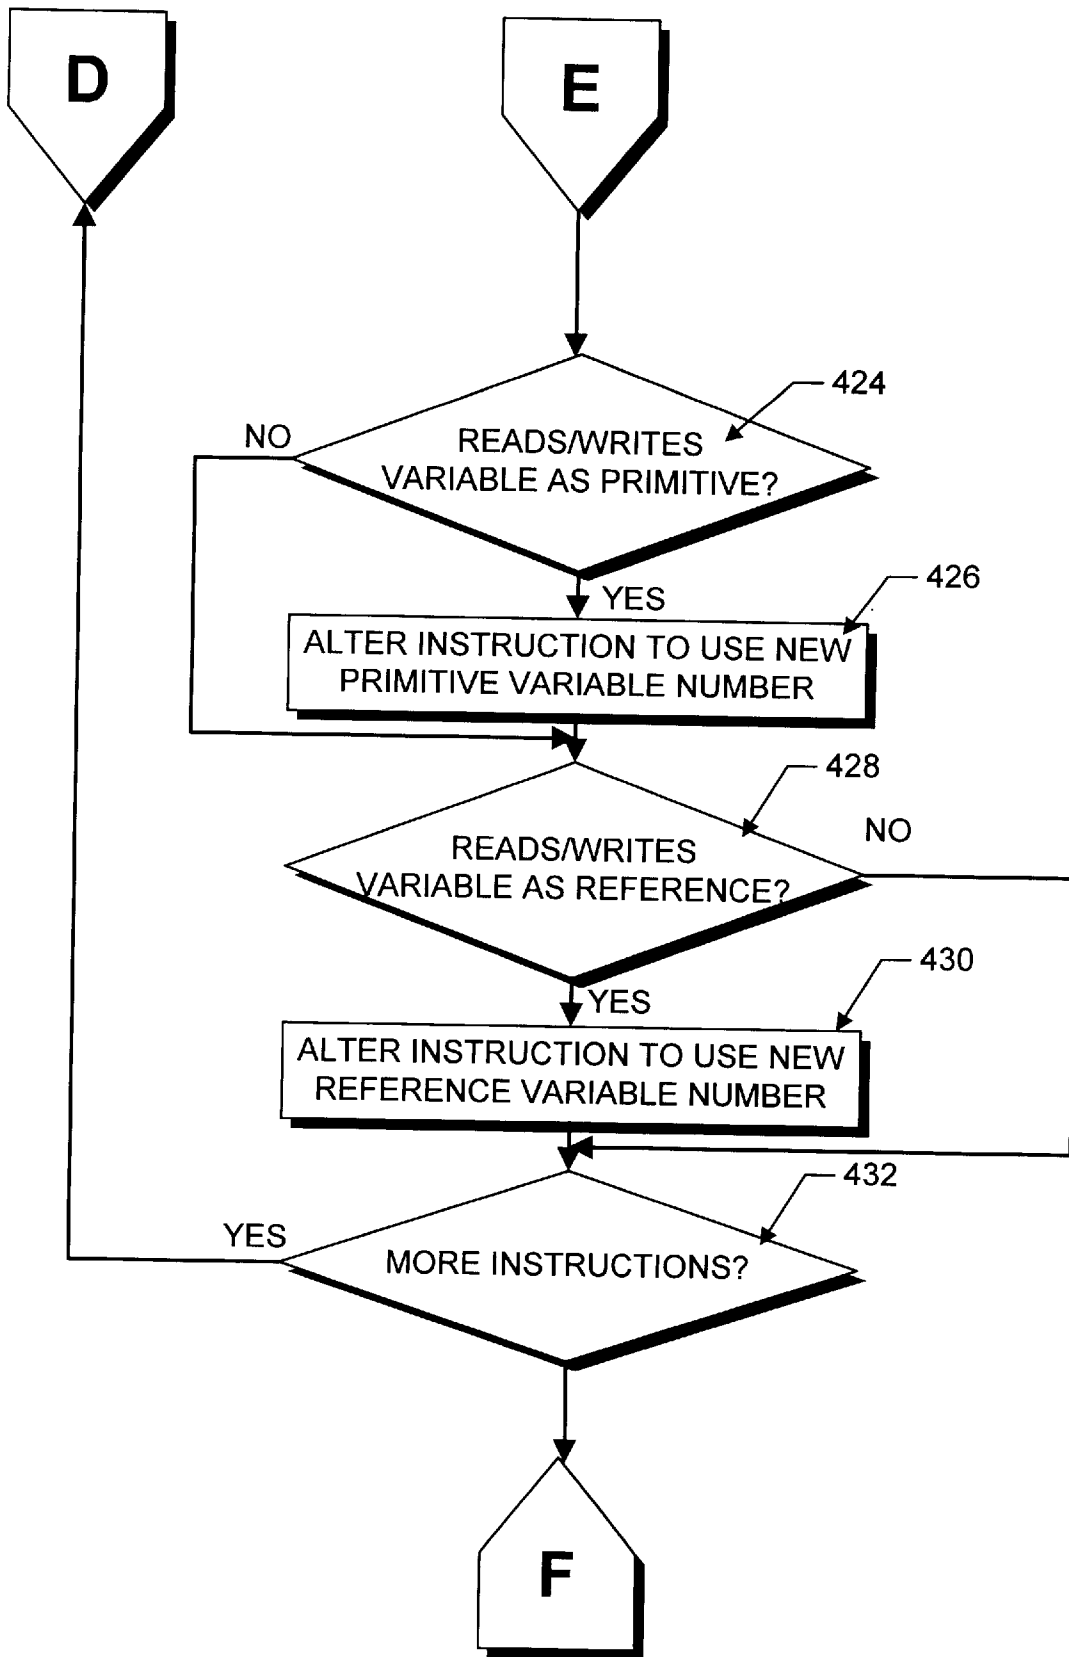 D
E
424
NO
READS/WRITES
VARIABLE AS PRIMITIVE?
426
YES
ALTER INSTRUCTION TO USE NEW
PRIMITIVE VARIABLE NUMBER
428
NO
READS/WRITES
VARIABLE AS REFERENCE?
430
YES
ALTER INSTRUCTION TO USE NEW
REFERENCE VARIABLE NUMBER
432
YES
MORE INSTRUCTIONS?
F